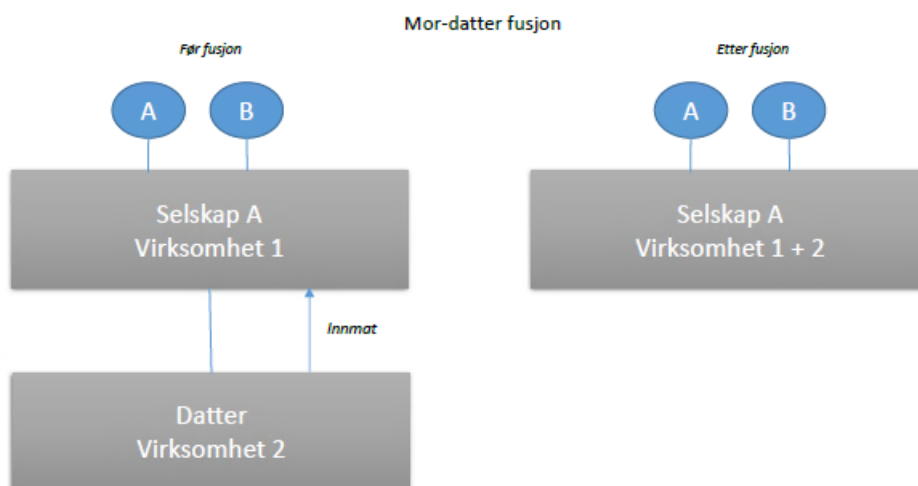 Mor-datter fusjon
Før fusjon
A
B
Selskap A
Virksomhet 1
Innmat
Datter
Virksomhet 2
Etter fusjon
A
B
Selskap A
Virksomhet 1 + 2